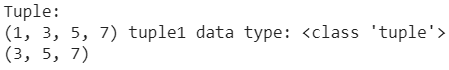 Tuple:
(1, 3, 5, 7) tuple1 data type: <class 'tuple'>
(3, 5, 7)